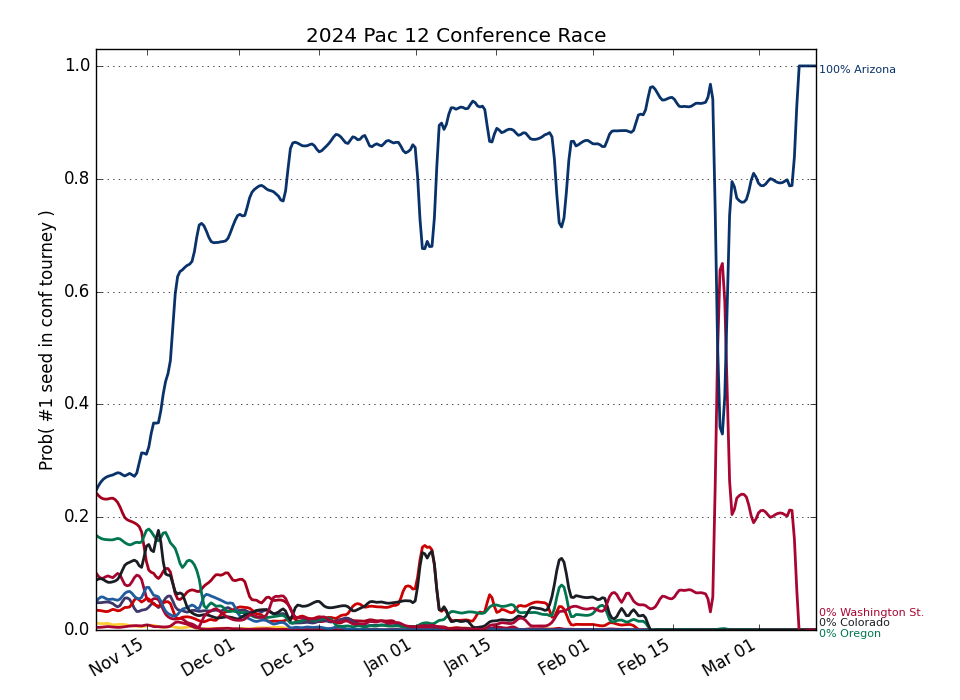 2024 Pac 12 Conference Race
Prob( #1 seed in conf tourney )
1.0
0.8
0.6
0.4
0.2
0.0
Nov 15
Dec 01
Dec 15
Jan 01
Jan 15
Feb 01
Feb 15
Mar 01
100% Arizona
0% Washington St.
0% Colorado
0% Oregon